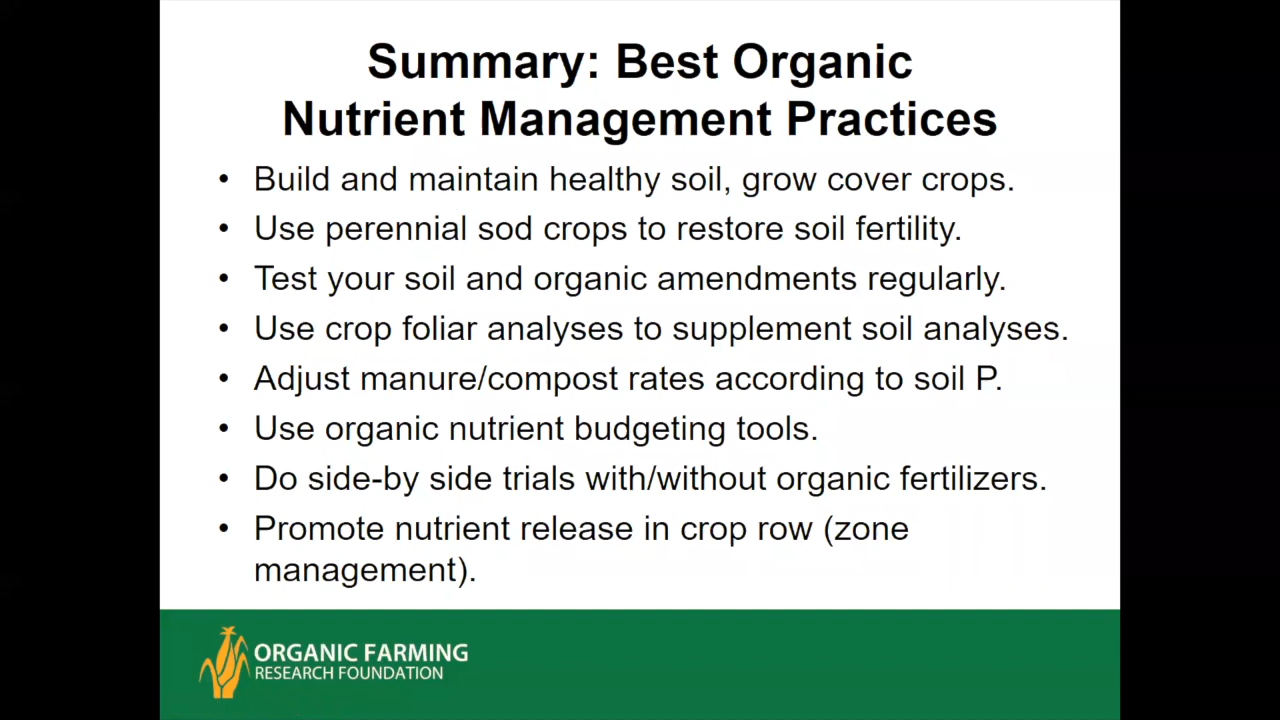 Summary: Best Organic
Nutrient Management Practices
• Build and maintain healthy soil, grow cover crops.
• Use perennial sod crops to restore soil fertility.
• Test your soil and organic amendments regularly.
• Use crop foliar analyses to supplement soil analyses.
• Adjust manure/compost rates according to soil P.
• Use organic nutrient budgeting tools.
• Do side-by side trials with/without organic fertilizers.
• Promote nutrient release in crop row (zone
management).
ORGANIC FARMING
RESEARCH FOUNDATION